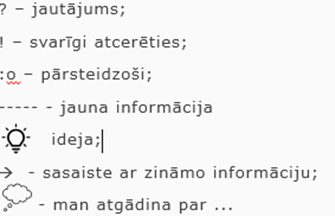 ? – jautājums;
! – svarīgi atcerēties;
:o – pārsteidzoši;
----- - jauna informācija
ideja;
→ - sasaiste ar zināmo informāciju;
- man atgādina par ...